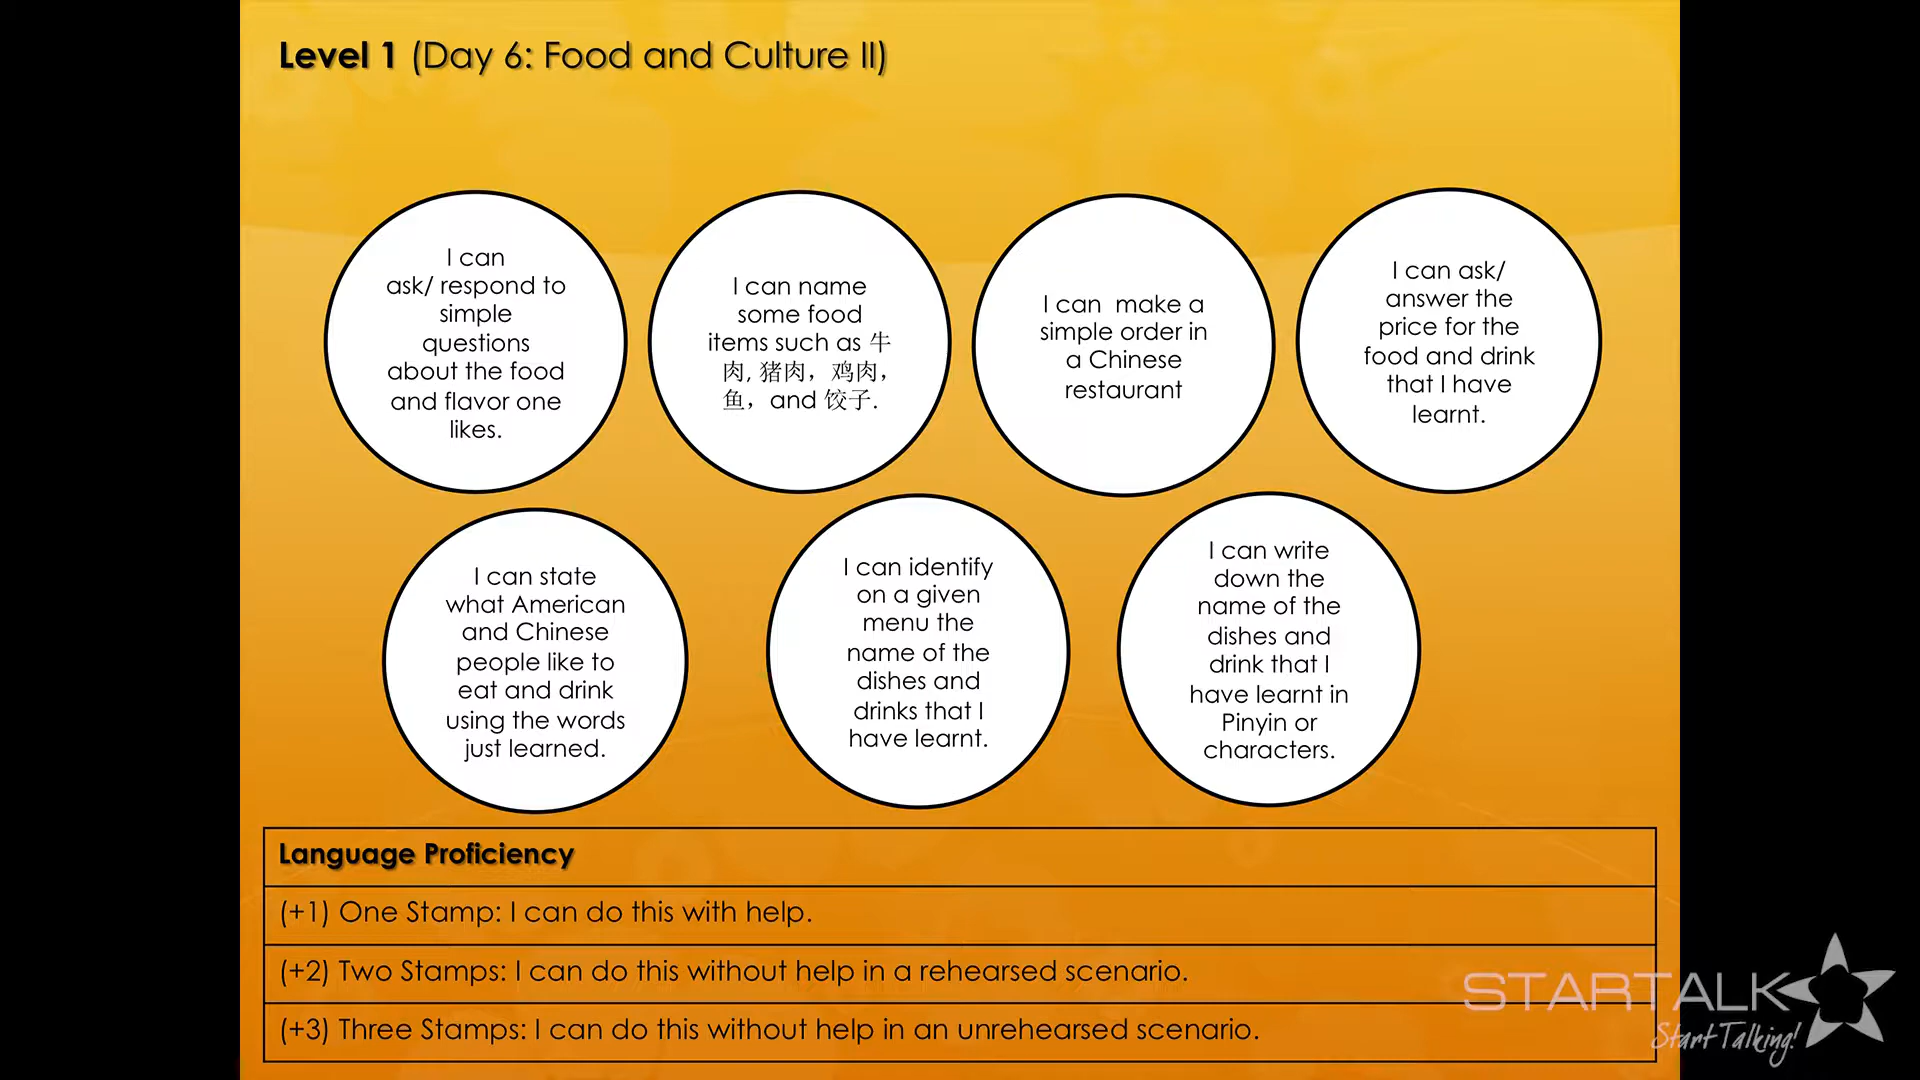 Level 1 (Day 6: Food and Culture II)
I can
ask/ respond to
simple
questions
about the food
and flavor one
likes.
I can name
some food
items such as 牛
肉, 猪肉，鸡肉，
鱼，and 饺子.
I can  make a
simple order in
a Chinese
restaurant
I can ask/
answer the
price for the
food and drink
that I have
learnt.
I can state
what American
and Chinese
people like to
eat and drink
using the words
just learned.
I can identify
on a given
menu the
name of the
dishes and
drinks that I
have learnt.
I can write
down the
name of the
dishes and
drink that I
have learnt in
Pinyin or
characters.
Language Proficiency
(+1) One Stamp: I can do this with help.
(+2) Two Stamps: I can do this without help in a rehearsed scenario.
(+3) Three Stamps: I can do this without help in an unrehearsed scenario.
STARTALK
Start Talking!